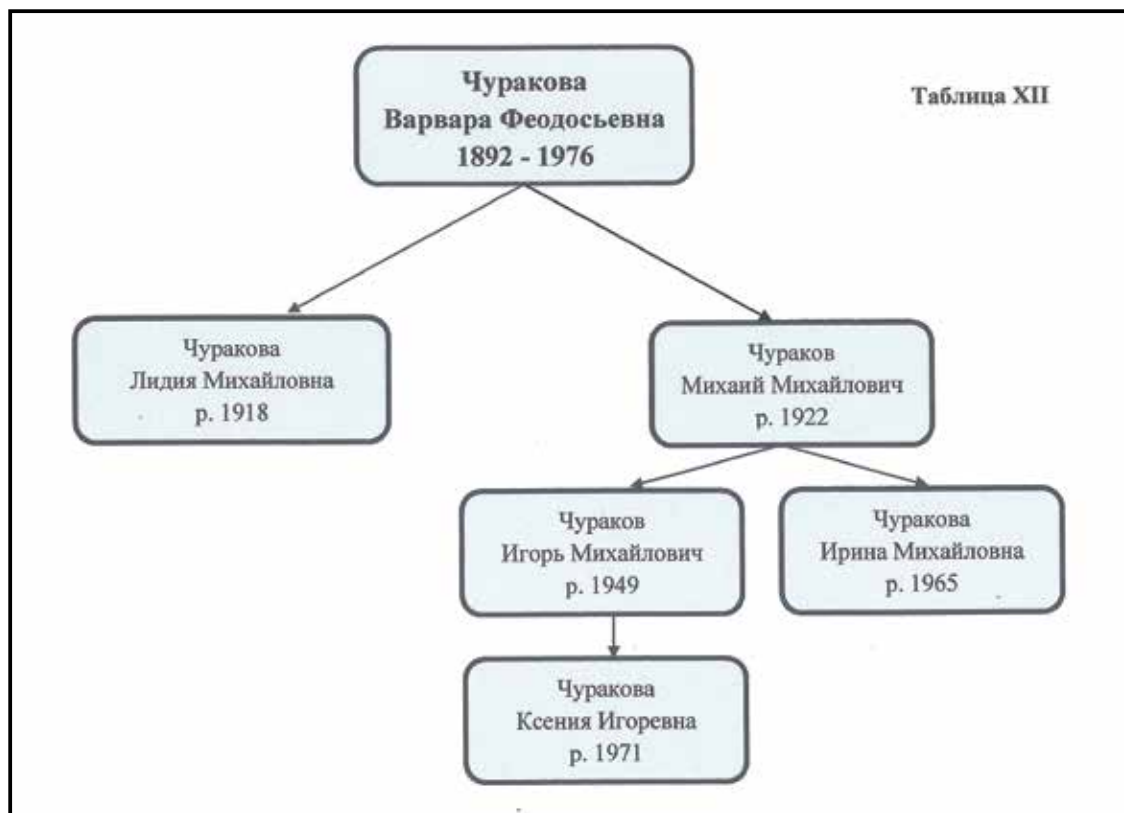 Таблица XII
Чуракова
Варвара Феодосьевна
1892 - 1976
Чуракова
Лидия Михайловна
р. 1918
Чураков
Михаий Михайлович
р. 1922
Чураков
Игорь Михайлович
р. 1949
Чуракова
Ирина Михайловна
р. 1965
Чуракова
Ксения Игоревна
р. 1971